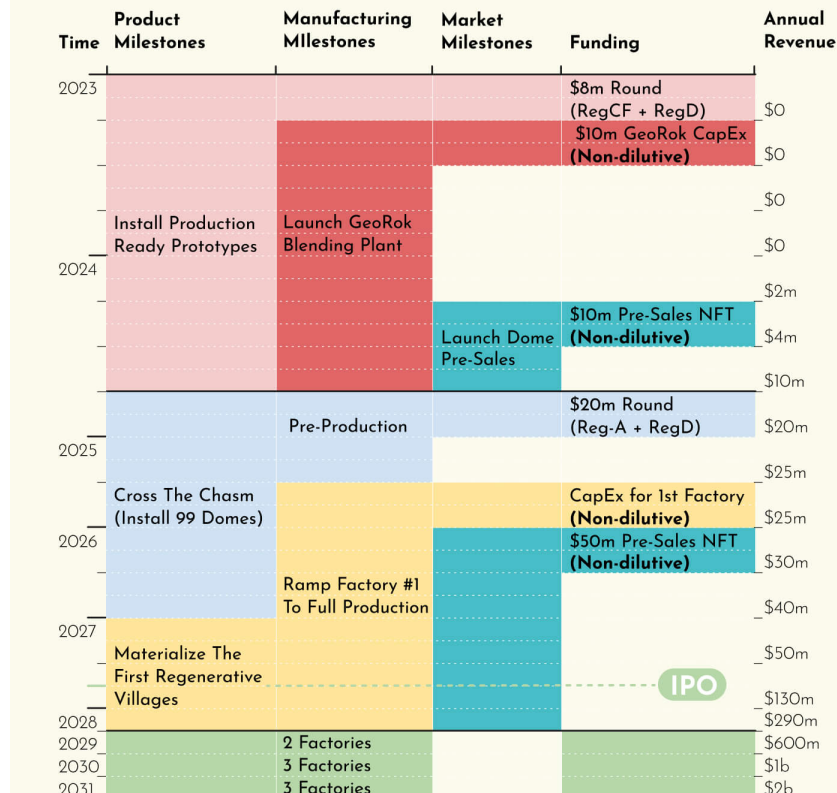 Time
Product
Milestones
Manufacturing
MIlestones
Market
Milestones
Funding
Annual
Revenue
2023
$8m Round
(RegCF + RegD)
$0
$10m GeoRok CapEx
(Non-dilutive)
$0
$0
Install Production
Ready Prototypes
Launch GeoRok
Blending Plant
$0
2024
$2m
$10m Pre-Sales NFT
(Non-dilutive)
$4m
Launch Dome
Pre-Sales
$10m
$20m Round
(Reg-A + RegD)
Pre-Production
$20m
2025
$25m
Cross The Chasm
(Install 99 Domes)
CapEx for 1st Factory
(Non-dilutive)
$25m
2026
$50m Pre-Sales NFT
(Non-dilutive)
$30m
Ramp Factory #1
To Full Production
$40m
2027
Materialize The
First Regenerative
Villages
$50m
IPO
$130m
2028
$290m
2029
2 Factories
$600m
2030
3 Factories
$1b
2031
3 Factories
$2b